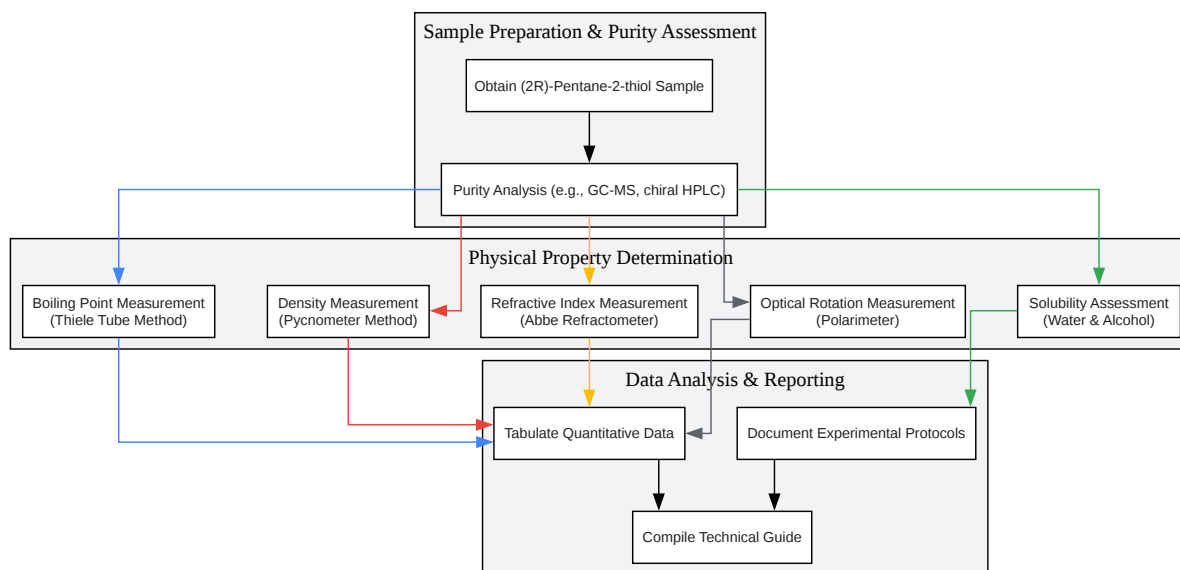 Sample Preparation & Purity Assessment
Obtain (2R)-Pentane-2-thiol Sample
Purity Analysis (e.g., GC-MS, chiral HPLC)
Physical Property Determination
Boiling Point Measurement
(Thiele Tube Method)
Density Measurement
(Pycnometer Method)
Refractive Index Measurement
(Abbe Refractometer)
Optical Rotation Measurement
(Polarimeter)
Solubility Assessment
(Water & Alcohol)
Data Analysis & Reporting
Tabulate Quantitative Data
Document Experimental Protocols
Compile Technical Guide